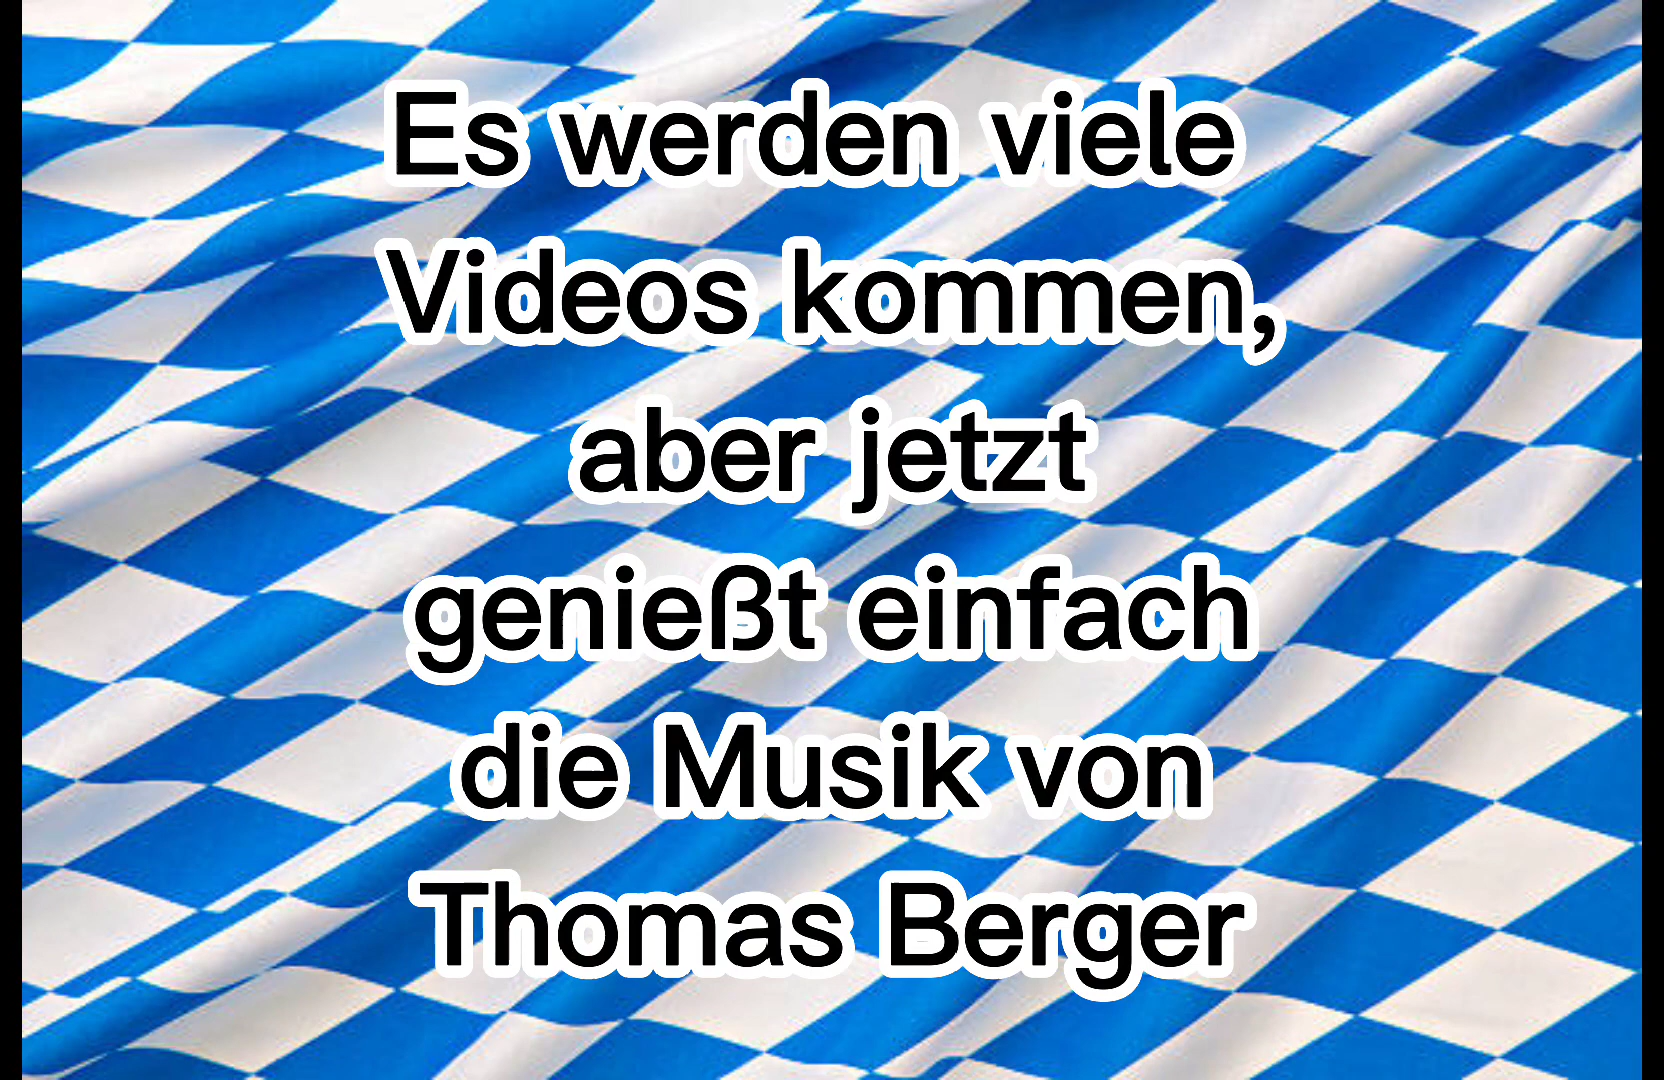 Es werden viele
Videos kommen,
aber jetzt
genießt einfach
die Musik von
Thomas Berger